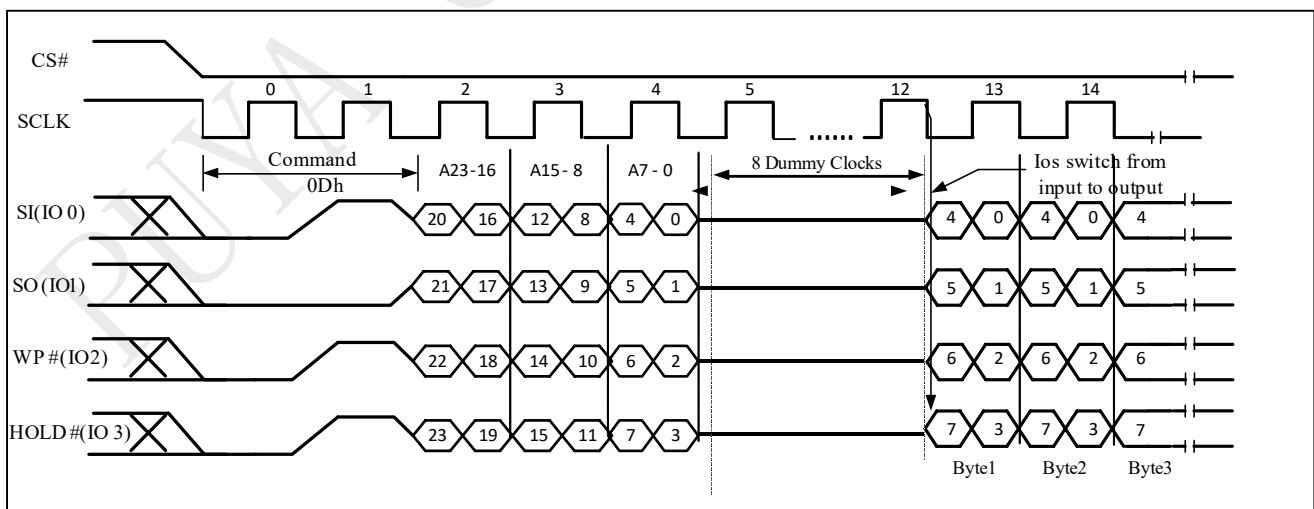 CS#
0 1 2 3 4 5 12 13 14
SCLK
......
Command
0Dh
A23-16 A15-8 A7-0
8 Dummy Clocks
Ios switch from
input to output
SI(IO 0) 20 16 12 8 4 0 4 0 4 0 4
SO(IO1) 21 17 13 9 5 1 5 1 5 1 5
WP #(IO2) 22 18 14 10 6 2 6 2 6 2 6
HOLD #(IO 3) 23 19 15 11 7 3 7 3 7 3 7
Byte1 Byte2 Byte3
PUYA